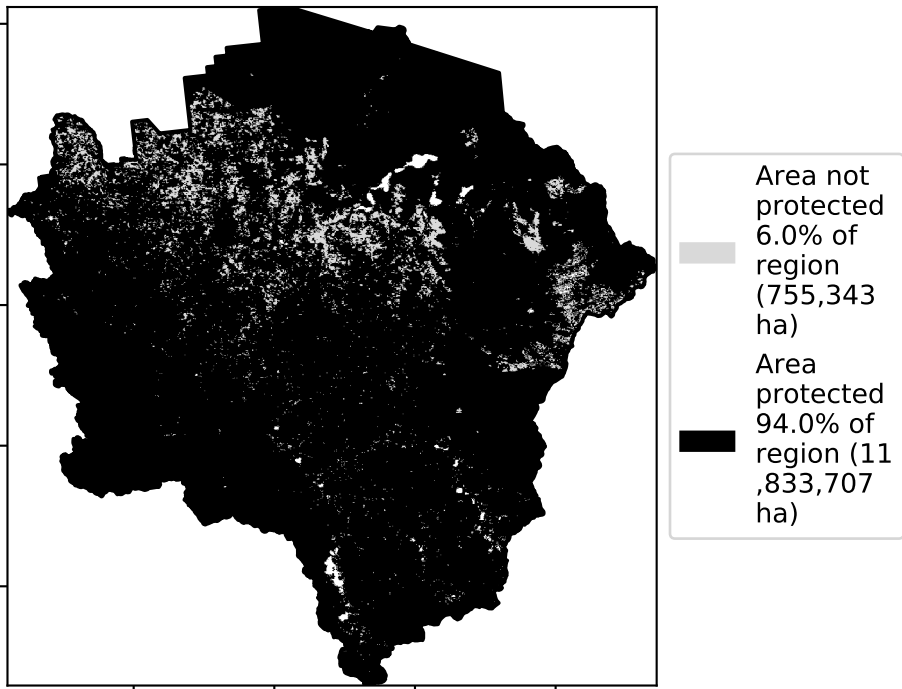 Area not
protected
6.0% of
region
(755,343
ha)
Area
protected
94.0% of
region (11
,833,707
ha)